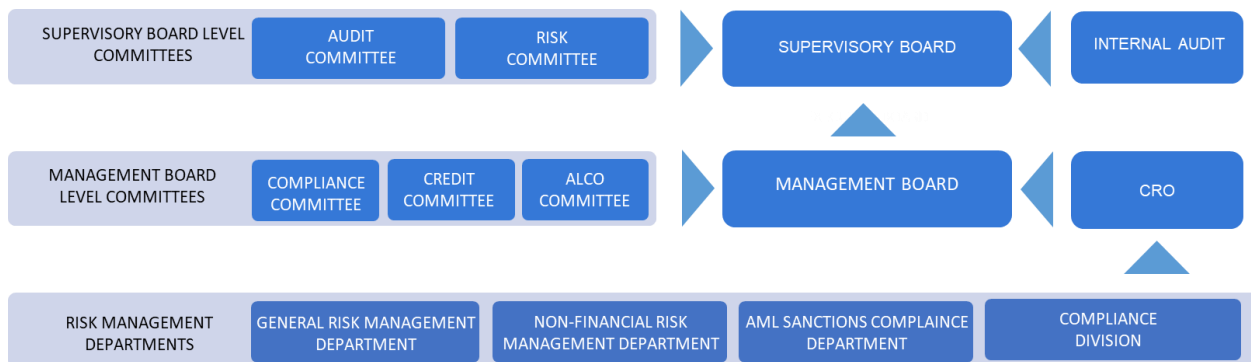 SUPERVISORY BOARD LEVEL
COMMITTEES
AUDIT
COMMITTEE
RISK
COMMITTEE
SUPERVISORY BOARD
INTERNAL AUDIT
MANAGEMENT BOARD
LEVEL COMMITTEES
COMPLIANCE
COMMITTEE
CREDIT
COMMITTEE
ALCO
COMMITTEE
MANAGEMENT BOARD
CRO
RISK MANAGEMENT
DEPARTMENTS
GENERAL RISK MANAGEMENT
DEPARTMENT
NON-FINANCIAL RISK
MANAGEMENT DEPARTMENT
AML SANCTIONS COMPLAINCE
DEPARTMENT
COMPLIANCE
DIVISION